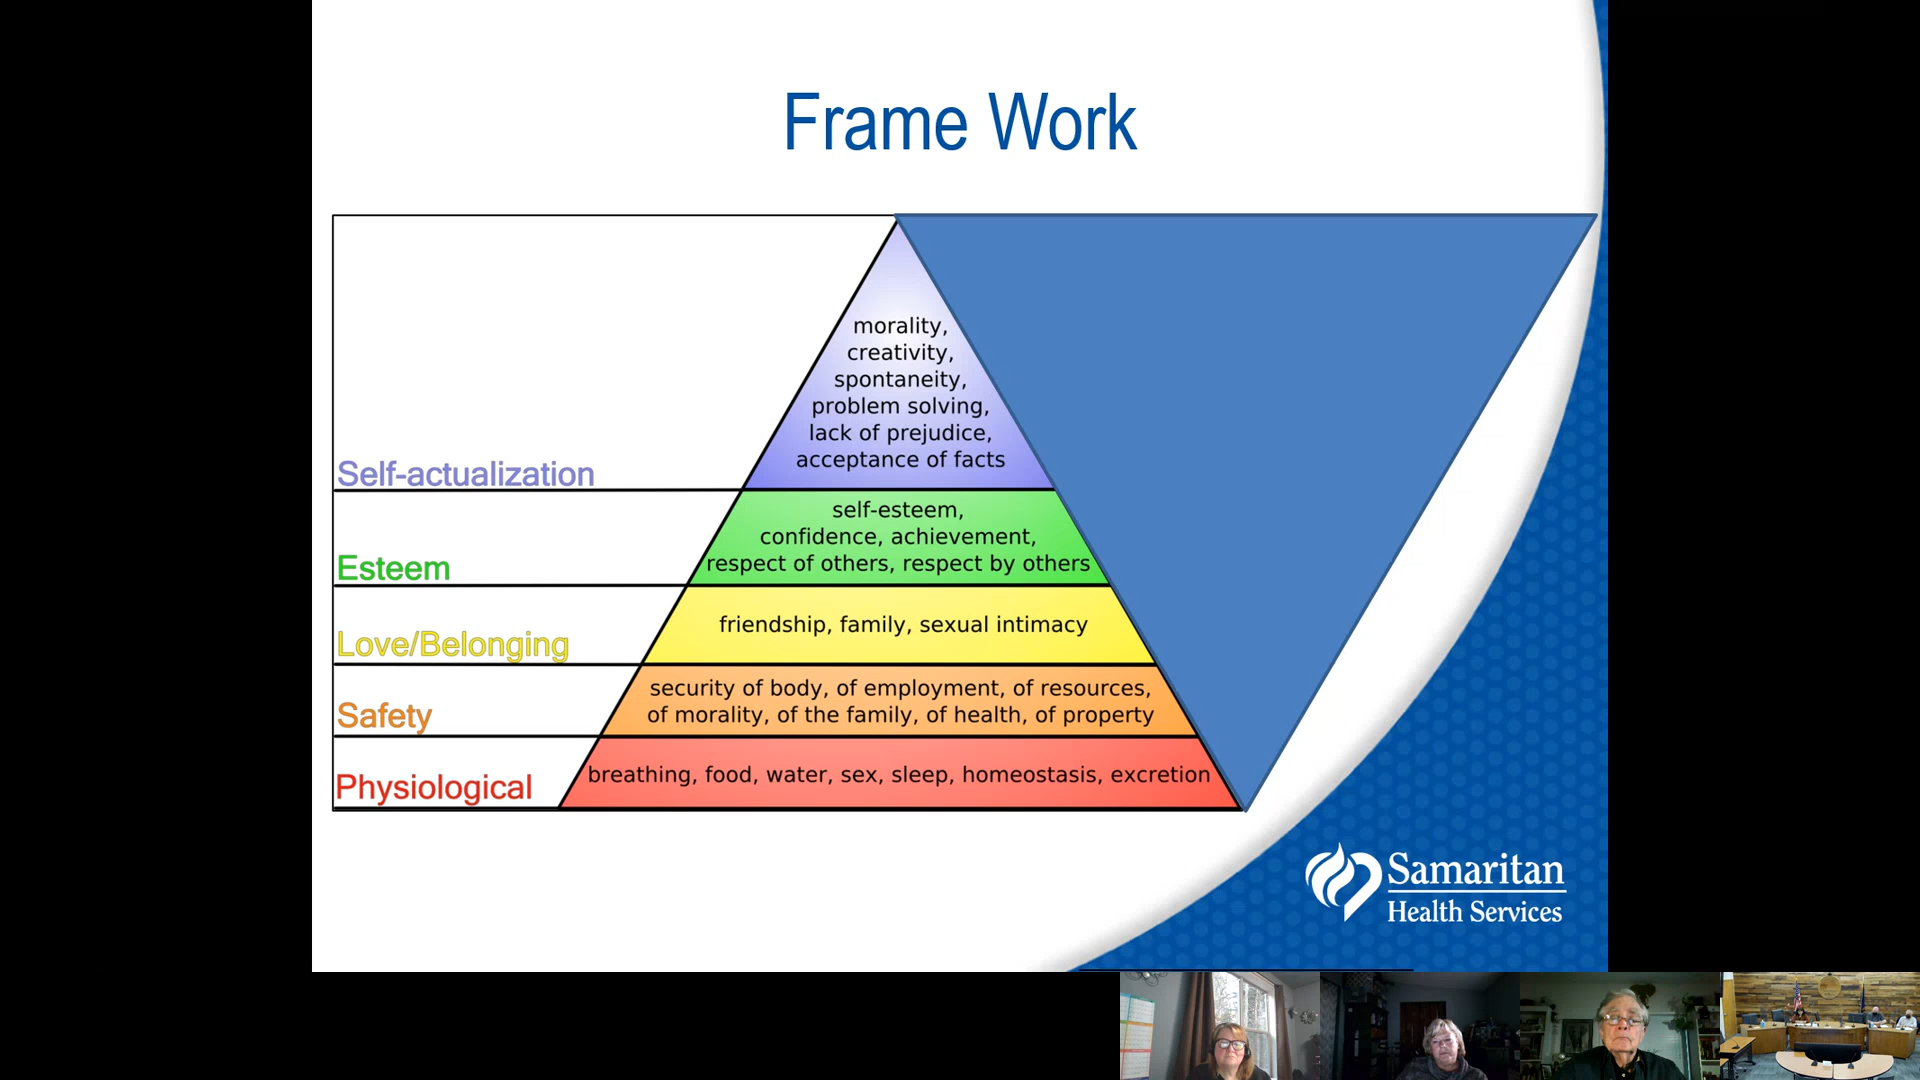 Frame Work
morality,
creativity,
spontaneity,
problem solving,
lack of prejudice,
acceptance of facts
Self-actualization
self-esteem,
confidence, achievement,
respect of others, respect by others
Esteem
friendship, family, sexual intimacy
Love/Belonging
security of body, of employment, of resources,
of morality, of the family, of health, of property
Safety
breathing, food, water, sex, sleep, homeostasis, excretion
Physiological
Samaritan
Health Services